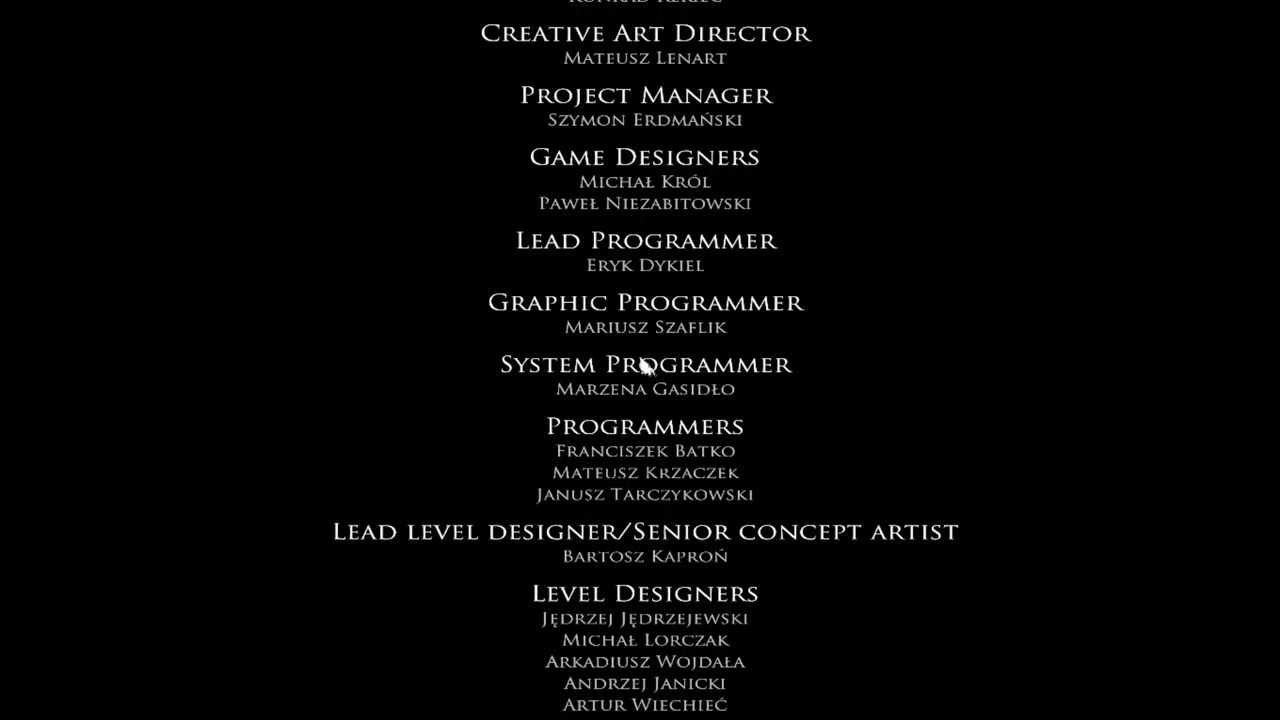 Creative Art Director
Mateusz Lenart
Project Manager
Szymon Erdmański
Game Designers
Michał Król
Paweł Niezabitowski
Lead Programmer
Eryk Dykiel
Graphic Programmer
Mariusz Szaflik
System Programmer
Marzena Gasidło
Programmers
Franciszek Batko
Mateusz Krzaczek
Janusz Tarczykowski
Lead level designer/Senior concept artist
Bartosz Kaproń
Level Designers
Jędrzej Jędrzejewski
Michał Lorczak
Arkadiusz Wojdała
Andrzej Janicki
Artur Wiechieć